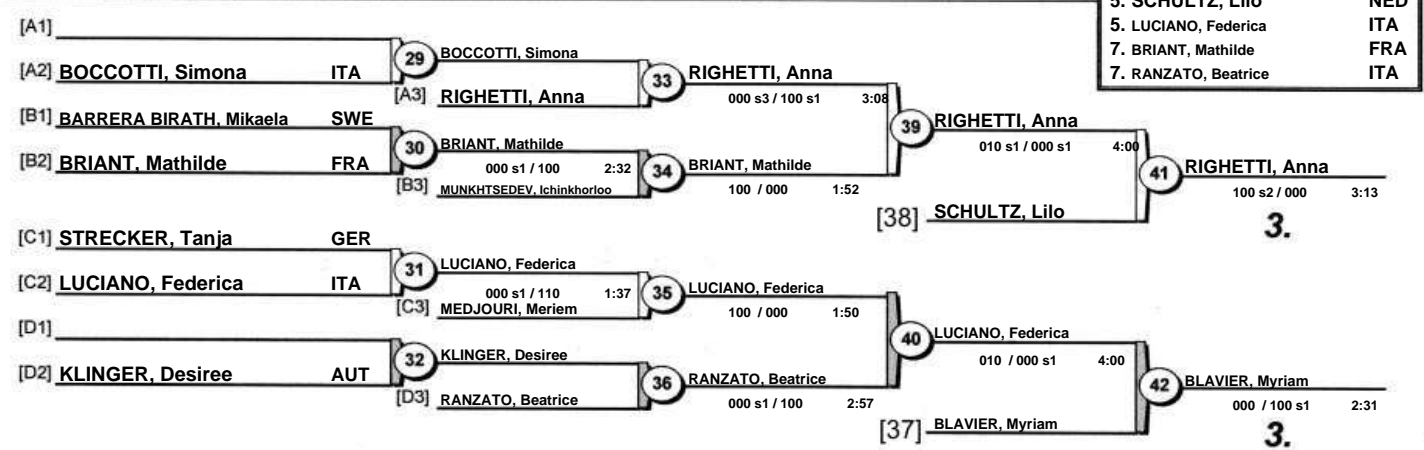 5. SCHULTZ, Lilo NED
5. LUCIANO, Federica ITA
7. BRIANT, Mathilde FRA
7. RANZATO, Beatrice ITA
[A1]
[A2] BOCCOTTI, Simona ITA
29
BOCCOTTI, Simona
[A3] RIGHETTI, Anna
33
RIGHETTI, Anna
000 s3 / 100 s1 3:08
[B1] BARRERA BIRATH, Mikaela SWE
[B2] BRIANT, Mathilde FRA
30
BRIANT, Mathilde
000 s1 / 100 2:32
[B3] MUNKHTSEDEV, Ichinkhorloo
34
BRIANT, Mathilde
100 / 000 1:52
39
RIGHETTI, Anna
010 s1 / 000 s1 4:00
[38] SCHULTZ, Lilo
41
RIGHETTI, Anna
100 s2 / 000 3:13
3.
[C1] STRECKER, Tanja GER
[C2] LUCIANO, Federica ITA
31
LUCIANO, Federica
000 s1 / 110 1:37
[C3] MEDJOURI, Meriem
35
LUCIANO, Federica
100 / 000 1:50
[D1]
[D2] KLINGER, Desiree AUT
32
KLINGER, Desiree
[D3] RANZATO, Beatrice
36
RANZATO, Beatrice
000 s1 / 100 2:57
40
LUCIANO, Federica
010 / 000 s1 4:00
[37] BLAVIER, Myriam
42
BLAVIER, Myriam
000 / 100 s1 2:31
3.